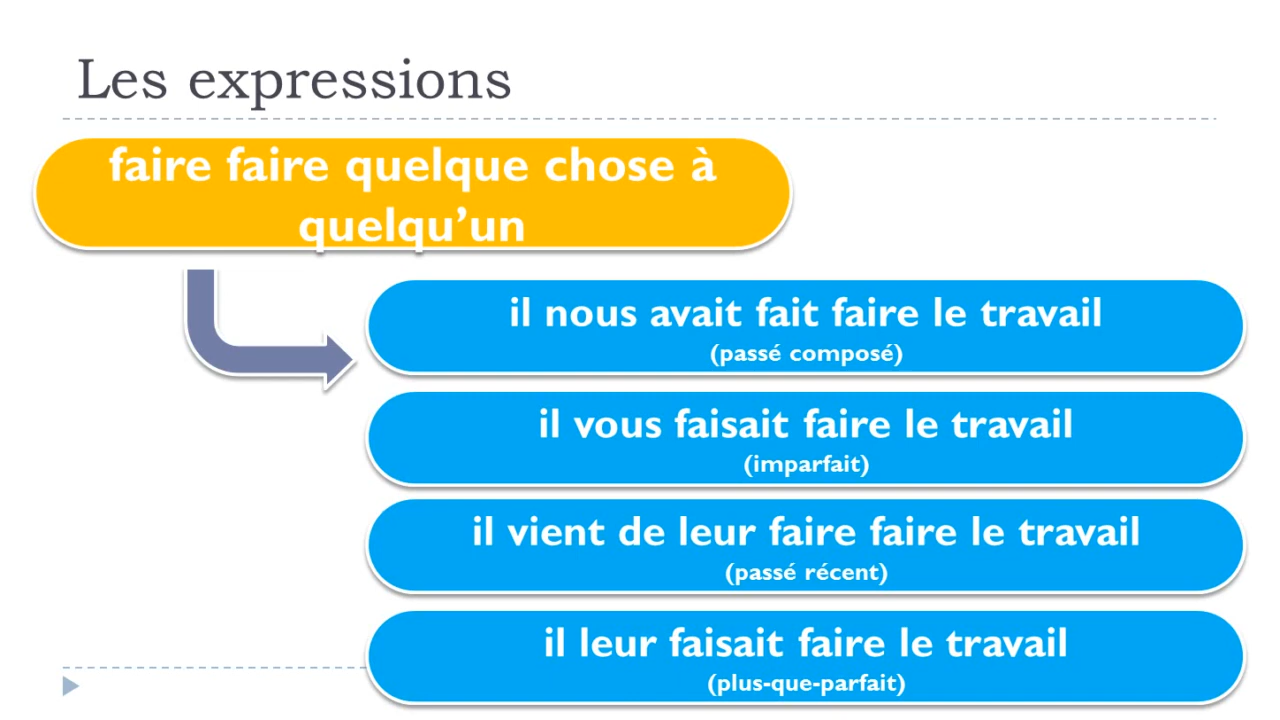 Les expressions
faire faire quelque chose à
quelqu’un
il nous avait fait faire le travail
(passé composé)
il vous faisait faire le travail
(imparfait)
il vient de leur faire faire le travail
(passé récent)
il leur faisait faire le travail
(plus-que-parfait)